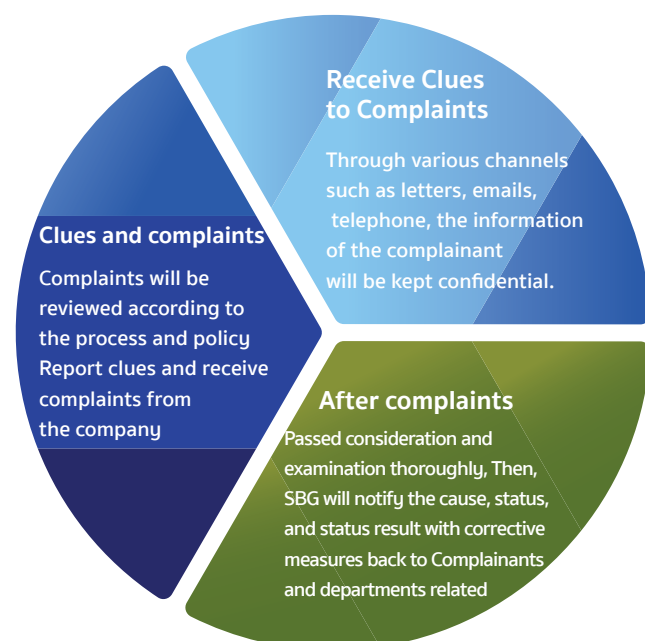 Receive Clues
to Complaints
Through various channels
such as letters, emails,
telephone, the information
of the complainant
will be kept confidential.
Clues and complaints
Complaints will be
reviewed according to
the process and policy
Report clues and receive
complaints from
the company
After complaints
Passed consideration and
examination thoroughly, Then,
SBG will notify the cause, status,
and status result with corrective
measures back to Complainants
and departments related